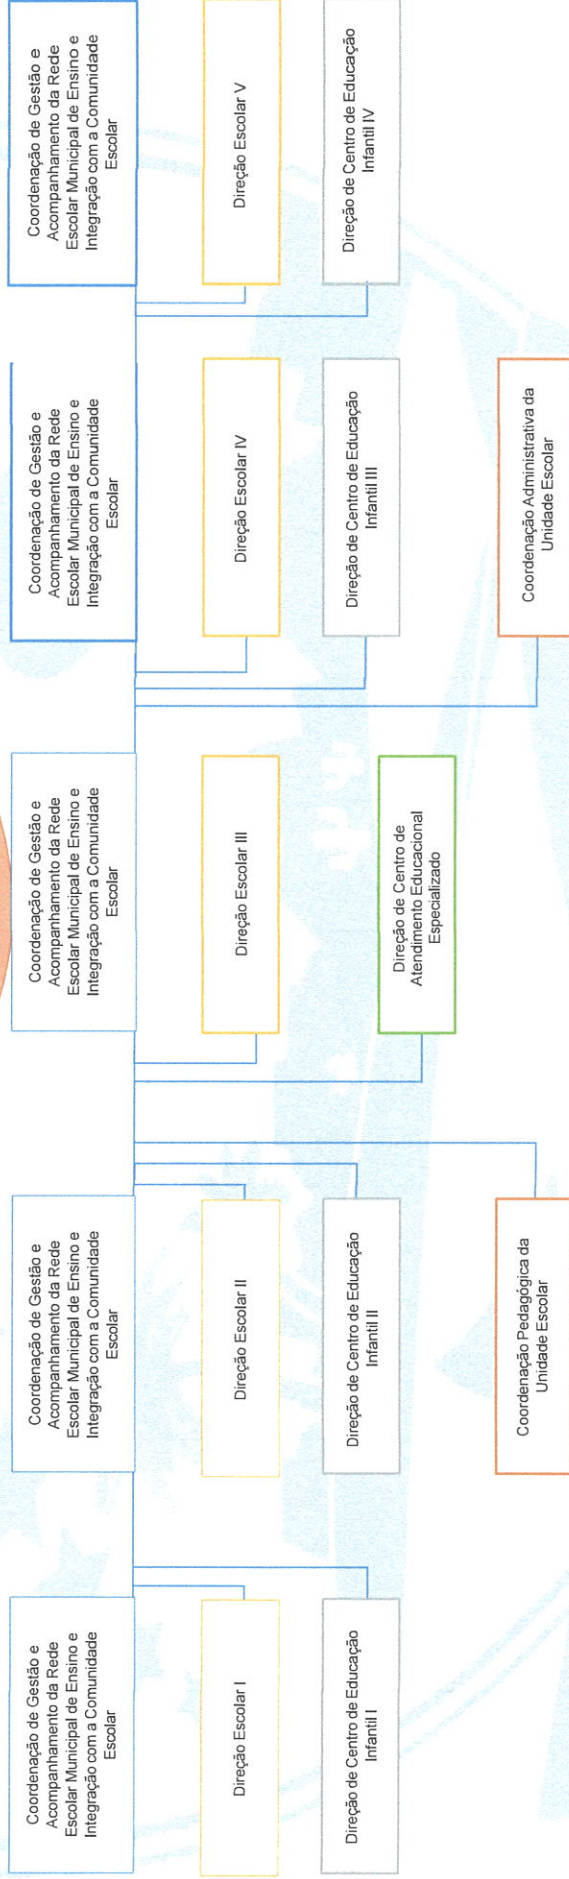 Coordenação de Gestão e
Acompanhamento da Rede
Escolar Municipal de Ensino e
Integração com a Comunidade
Escolar
Coordenação de Gestão e
Acompanhamento da Rede
Escolar Municipal de Ensino e
Integração com a Comunidade
Escolar
Coordenação de Gestão e
Acompanhamento da Rede
Escolar Municipal de Ensino e
Integração com a Comunidade
Escolar
Coordenação de Gestão e
Acompanhamento da Rede
Escolar Municipal de Ensino e
Integração com a Comunidade
Escolar
Coordenação de Gestão e
Acompanhamento da Rede
Escolar Municipal de Ensino e
Integração com a Comunidade
Escolar
Direção Escolar I
Direção Escolar II
Direção Escolar III
Direção Escolar IV
Direção Escolar V
Direção de Centro de Educação
Infantil I
Direção de Centro de Educação
Infantil II
Direção de Centro de
Atendimento Educacional
Especializado
Direção de Centro de Educação
Infantil III
Direção de Centro de Educação
Infantil IV
Coordenação Pedagógica da
Unidade Escolar
Coordenação Administrativa da
Unidade Escolar